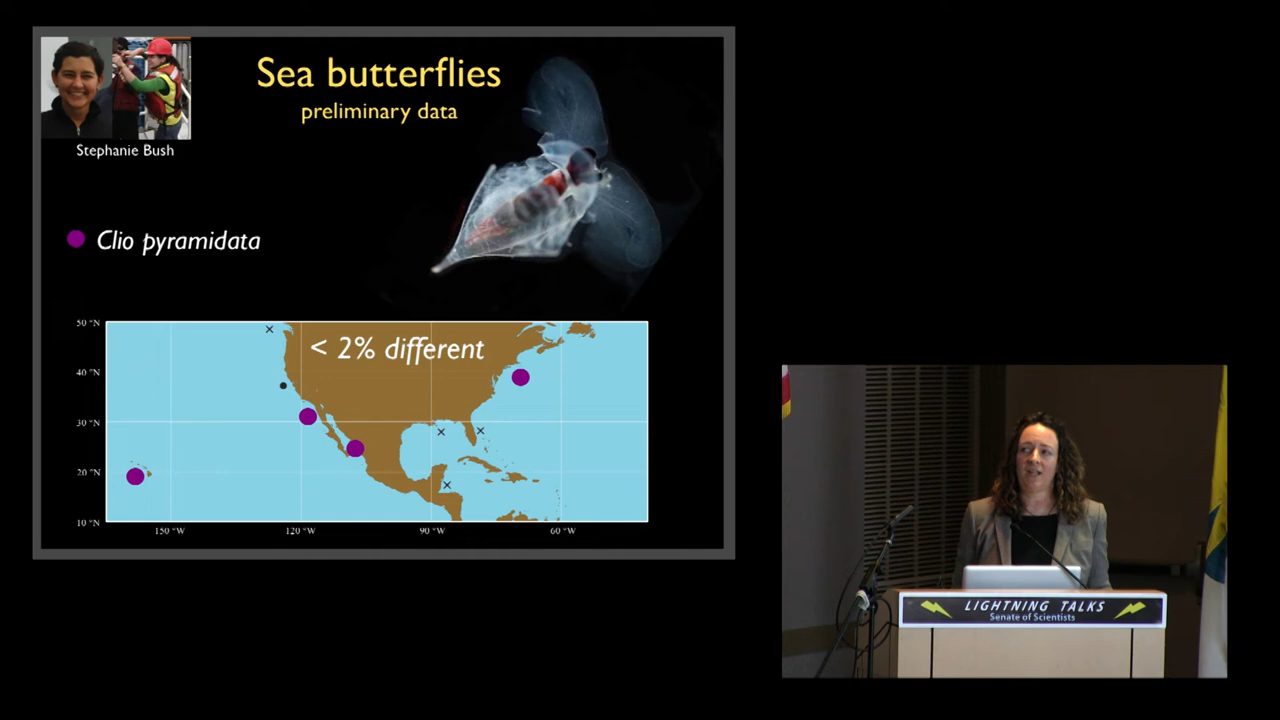 Sea butterflies
preliminary data
Stephanie Bush
Clio pyramidata
< 2% different
50 °N
40 °N
30 °N
20 °N
10 °N
150 °W
120 °W
90 °W
60 °W
LIGHTNING TALKS
Senate of Scientists